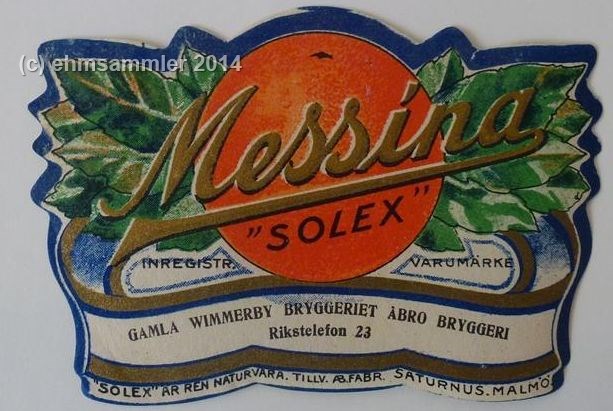 (c) ehmsammler 2014
Messina
"SOLEX"
INREGISTR. VARUMÄRKE
GAMLA WIMMERBY BRYGGERIET ÅBRO BRYGGERI
Rikstelefon 23
"SOLEX" ÄR REN NATURVARA. TILLV. AB. FABR. SATURNUS. MALMÖ.